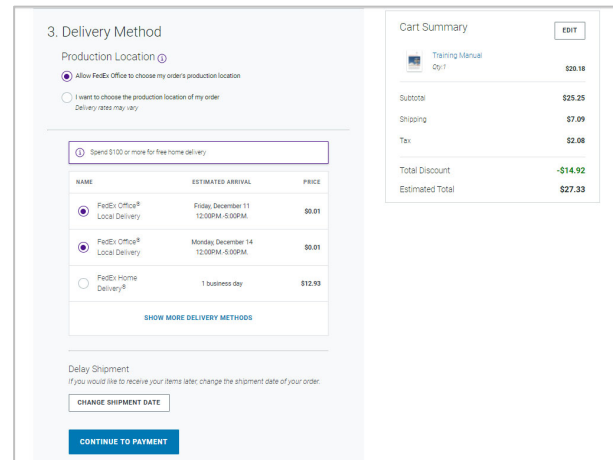 3. Delivery Method
Production Location
Allow FedEx Office to choose my order's production location
I want to choose the production location of my order
Delivery rates may vary
Spend $100 or more for free home delivery
NAME ESTIMATED ARRIVAL PRICE
FedEx Office® Local Delivery
Friday, December 11 12:00P.M.-5:00P.M.
$0.01
FedEx Office® Local Delivery
Monday, December 14 12:00P.M.-5:00P.M.
$0.01
FedEx Home Delivery®
1 business day
$12.93
SHOW MORE DELIVERY METHODS
Delay Shipment
If you would like to receive your items later, change the shipment date of your order.
CHANGE SHIPMENT DATE
CONTINUE TO PAYMENT
Cart Summary
EDIT
Training Manual
Qty:1
$20.18
Subtotal $25.25
Shipping $7.09
Tax $2.08
Total Discount -$14.92
Estimated Total $27.33